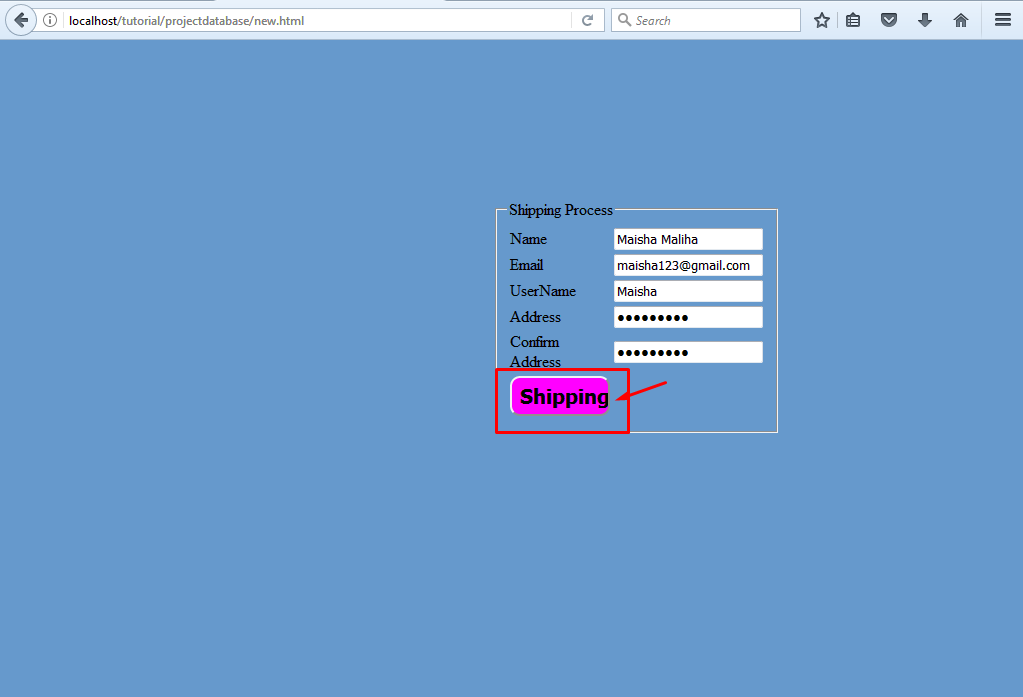 localhost/tutorial/projectdatabase/new.html
Search
Shipping Process
Name Maisha Maliha
Email maisha123@gmail.com
UserName Maisha
Address ●●●●●●●●●
Confirm
Address ●●●●●●●●●
Shipping